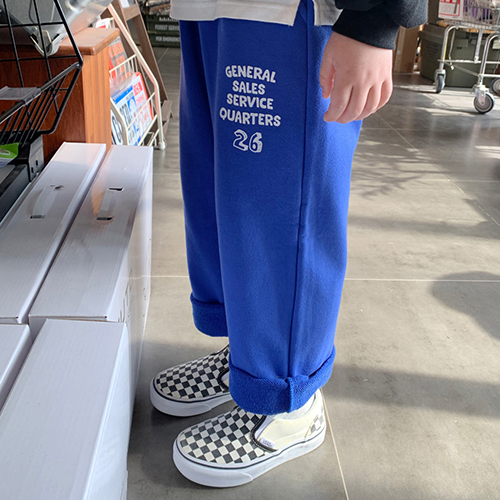 GENERAL
SALES
SERVICE
QUARTERS
26